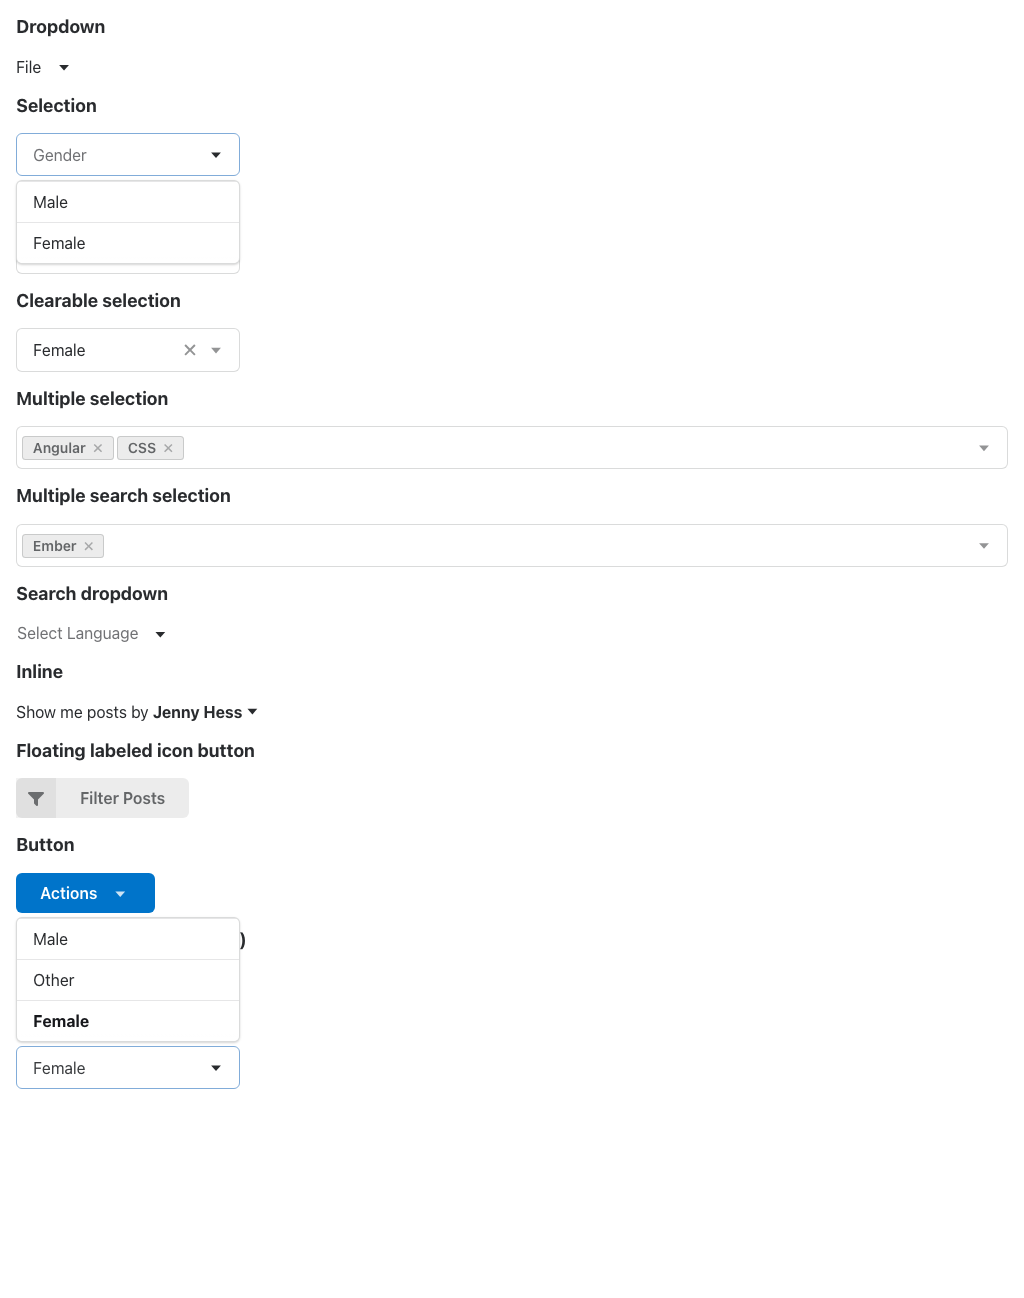 Dropdown
File
Selection
Gender
Male
Female
Clearable selection
Female
Multiple selection
Angular CSS
Multiple search selection
Ember
Search dropdown
Select Language
Inline
Show me posts by Jenny Hess
Floating labeled icon button
Filter Posts
Button
Actions
Male
)
Other
Female
Female